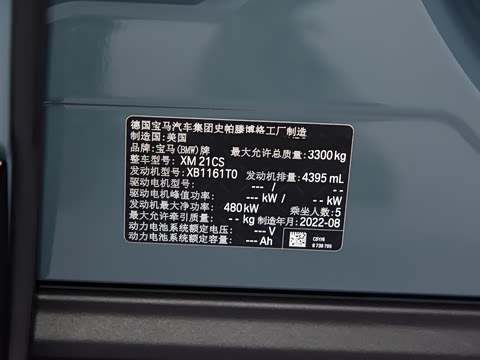 德国宝马汽车集团史帕滕博格工厂制造
制造国: 美国
品牌: 宝马(BMW)牌 最大允许总质量: 3300kg
整车型号: XM 21CS
发动机型号: XB1161T0 发动机排量: 4395 mL
驱动电机型号: --- / ---
驱动电机峰值功率: --- kW / --- kW
发动机最大净功率: 480kW 乘坐人数: 5
最大允许牵引质量: -- kg 制造年月: 2022-08
动力电池系统额定电压: --- V
动力电池系统额定容量: --- Ah